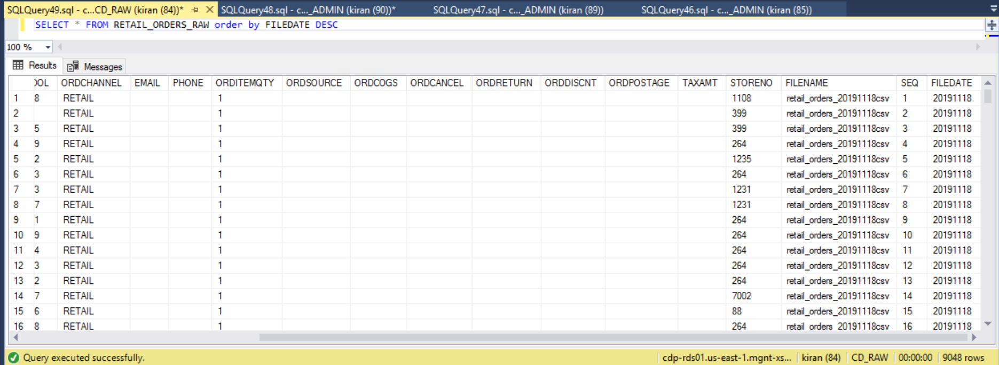 SQLQuery49.sql - c...CD_RAW (kiran (84))* SQLQuery48.sql - c..._ADMIN (kiran (90))* SQLQuery47.sql - c..._ADMIN (kiran (89)) SQLQuery46.sql - c..._ADMIN (kiran (85))
SELECT * FROM RETAIL_ORDERS_RAW order by FILEDATE DESC
100 %
Results Messages
OOL ORDCHANNEL EMAIL PHONE ORDITEMQTY ORDSOURCE ORDCOGS ORDCANCEL ORDRETURN ORDDISCNT ORDPOSTAGE TAXAMT STORENO FILENAME SEQ FILEDATE
1 8 RETAIL 1 1108 retail_orders_20191118csv 1 20191118
2 RETAIL 1 399 retail_orders_20191118csv 2 20191118
3 5 RETAIL 1 399 retail_orders_20191118csv 3 20191118
4 9 RETAIL 1 264 retail_orders_20191118csv 4 20191118
5 2 RETAIL 1 1235 retail_orders_20191118csv 5 20191118
6 3 RETAIL 1 264 retail_orders_20191118csv 6 20191118
7 3 RETAIL 1 1231 retail_orders_20191118csv 7 20191118
8 7 RETAIL 1 1231 retail_orders_20191118csv 8 20191118
9 1 RETAIL 1 264 retail_orders_20191118csv 9 20191118
10 9 RETAIL 1 264 retail_orders_20191118csv 10 20191118
11 4 RETAIL 1 264 retail_orders_20191118csv 11 20191118
12 3 RETAIL 1 264 retail_orders_20191118csv 12 20191118
13 2 RETAIL 1 264 retail_orders_20191118csv 13 20191118
14 7 RETAIL 1 7002 retail_orders_20191118csv 14 20191118
15 6 RETAIL 1 88 retail_orders_20191118csv 15 20191118
16 8 RETAIL 1 264 retail_orders_20191118csv 16 20191118
Query executed successfully. cdp-rds01.us-east-1.mgnt-xs... kiran (84) CD_RAW 00:00:00 9048 rows